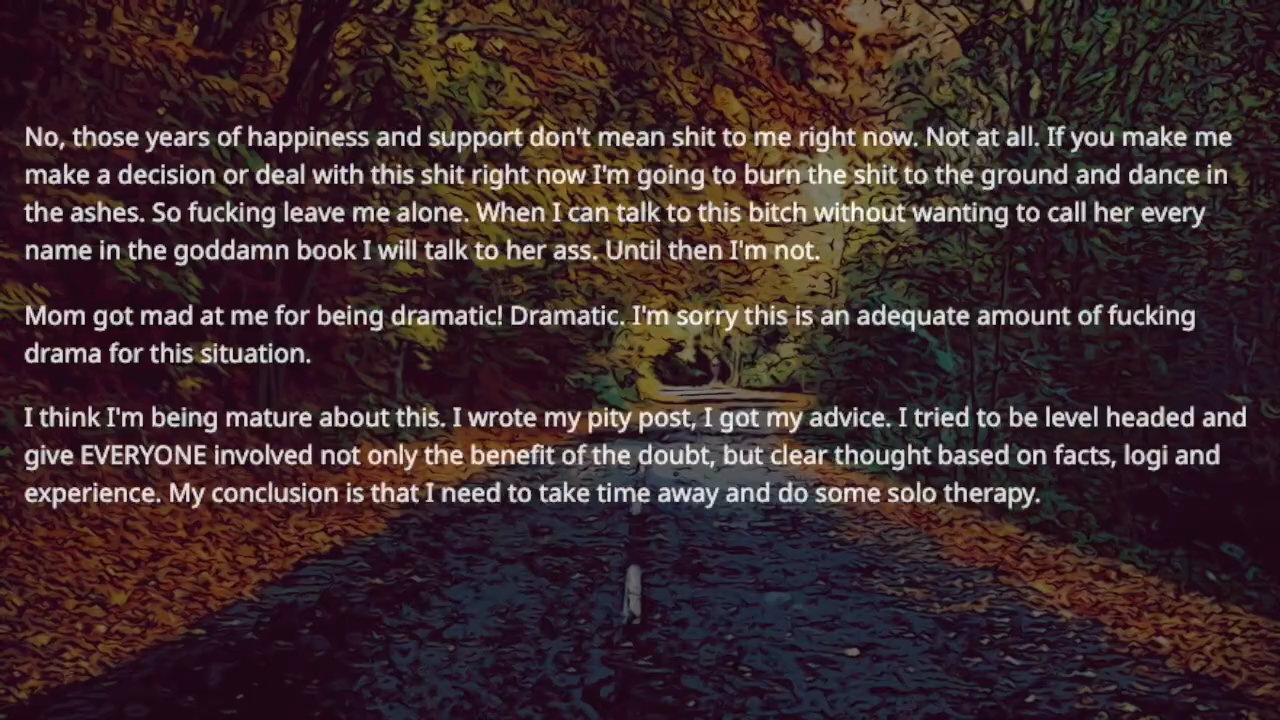 No, those years of happiness and support don't mean shit to me right now. Not at all. If you make me
make a decision or deal with this shit right now I'm going to burn the shit to the ground and dance in
the ashes. So fucking leave me alone. When I can talk to this bitch without wanting to call her every
name in the goddamn book I will talk to her ass. Until then I'm not.
Mom got mad at me for being dramatic! Dramatic. I'm sorry this is an adequate amount of fucking
drama for this situation.
I think I'm being mature about this. I wrote my pity post, I got my advice. I tried to be level headed and
give EVERYONE involved not only the benefit of the doubt, but clear thought based on facts, logi and
experience. My conclusion is that I need to take time away and do some solo therapy.